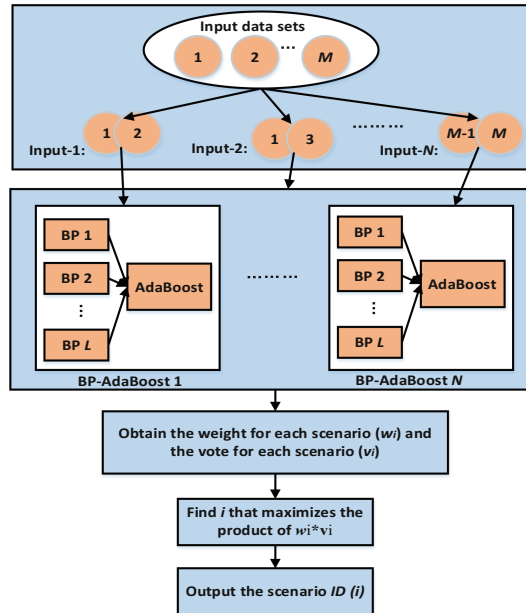 Input data sets
1 2 ... M
Input-1: 1 2 Input-2: 1 3 ......... Input-N: M-1 M
BP 1
BP 2
⋮
BP L
AdaBoost
BP-AdaBoost 1
.........
BP 1
BP 2
⋮
BP L
AdaBoost
BP-AdaBoost N
Obtain the weight for each scenario (wi) and
the vote for each scenario (vi)
Find i that maximizes the
product of wi*vi
Output the scenario ID (i)